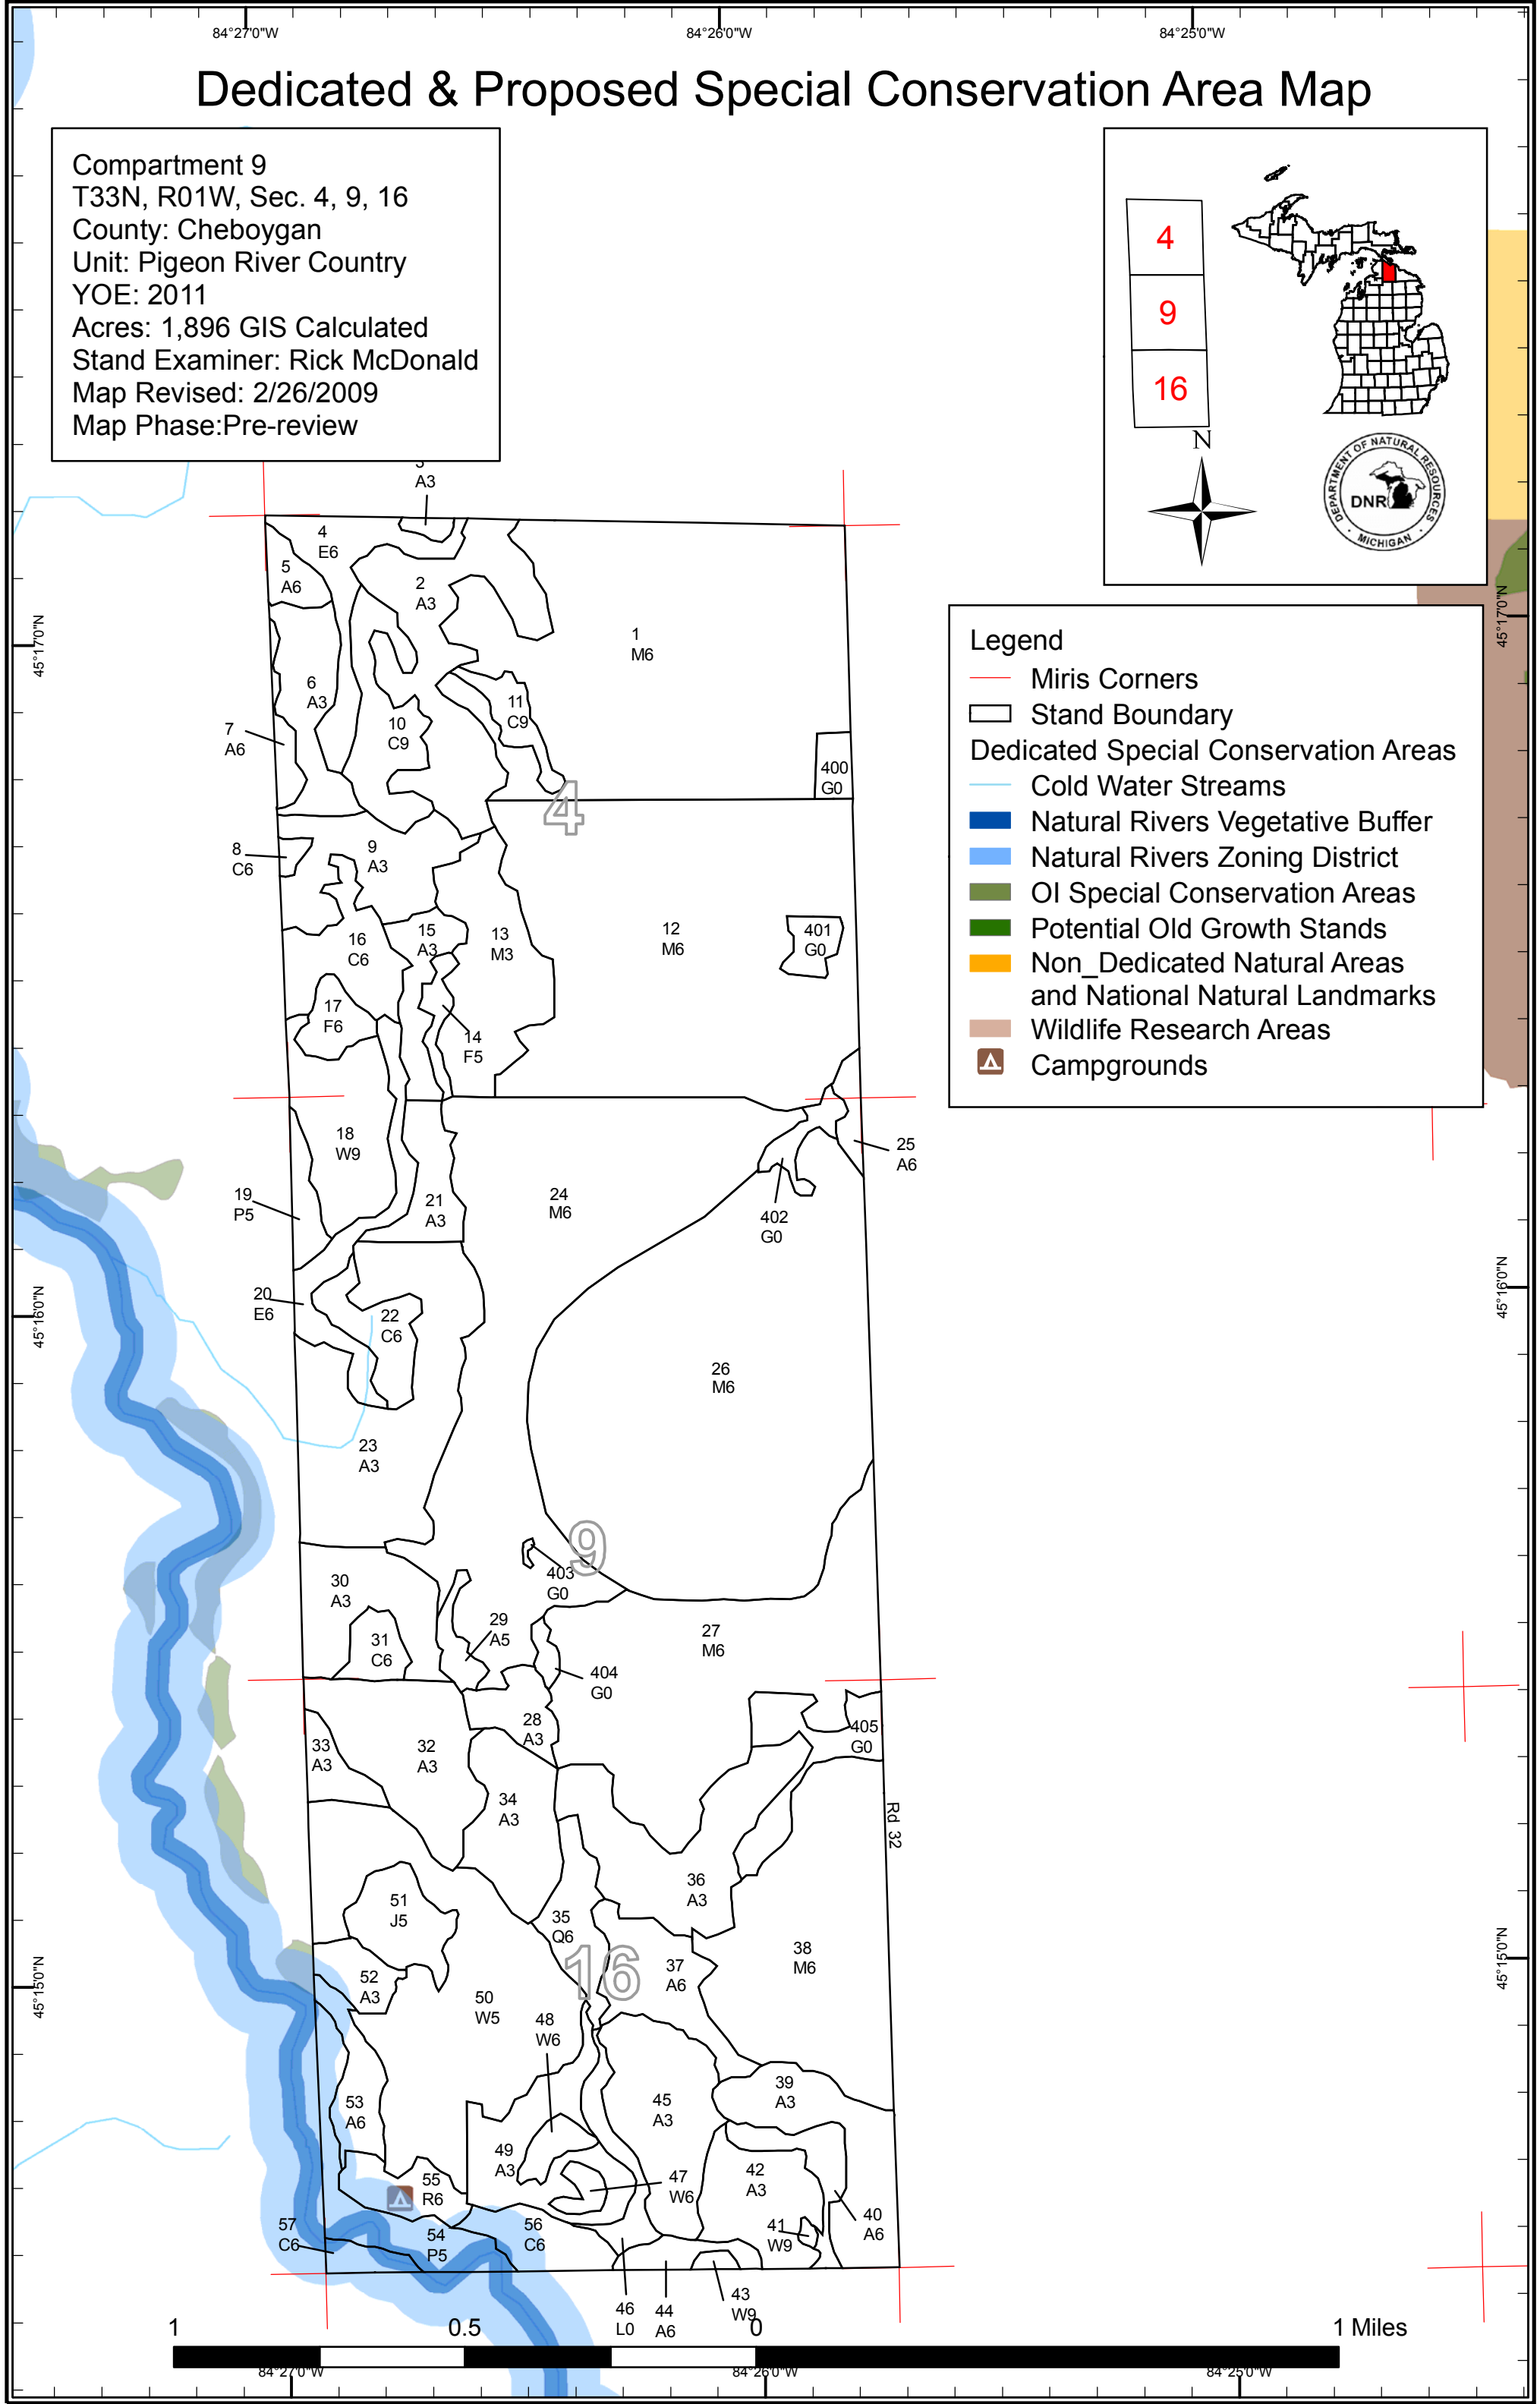 84°27'0"W
84°26'0"W
84°25'0"W
Dedicated & Proposed Special Conservation Area Map
Compartment 9
T33N, R01W, Sec. 4, 9, 16
County: Cheboygan
Unit: Pigeon River Country
YOE: 2011
Acres: 1,896 GIS Calculated
Stand Examiner: Rick McDonald
Map Revised: 2/26/2009
Map Phase:Pre-review
4
9
16
N
DEPARTMENT OF NATURAL RESOURCES
DNR
MICHIGAN
Legend
Miris Corners
Stand Boundary
Dedicated Special Conservation Areas
Cold Water Streams
Natural Rivers Vegetative Buffer
Natural Rivers Zoning District
OI Special Conservation Areas
Potential Old Growth Stands
Non_Dedicated Natural Areas
and National Natural Landmarks
Wildlife Research Areas
Campgrounds
45°17'0"N
45°17'0"N
45°16'0"N
45°16'0"N
45°15'0"N
45°15'0"N
A3
4
E6
5
A6
2
A3
1
M6
6
A3
7
A6
10
C9
11
C9
400
G0
4
8
C6
9
A3
15
A3
13
M3
12
M6
401
G0
16
C6
17
F6
14
F5
18
W9
25
A6
19
P5
21
A3
24
M6
402
G0
20
E6
22
C6
26
M6
23
A3
9
403
G0
30
A3
29
A5
31
C6
27
M6
404
G0
28
A3
405
G0
33
A3
32
A3
34
A3
Rd 32
36
A3
51
J5
35
Q6
38
M6
16
37
A6
52
A3
50
W5
48
W6
39
A3
53
A6
45
A3
49
A3
42
A3
55
R6
47
W6
40
A6
57
C6
54
P5
56
C6
41
W9
46
L0
44
A6
43
W9
1
0.5
0
1 Miles
84°27'0"W
84°26'0"W
84°25'0"W